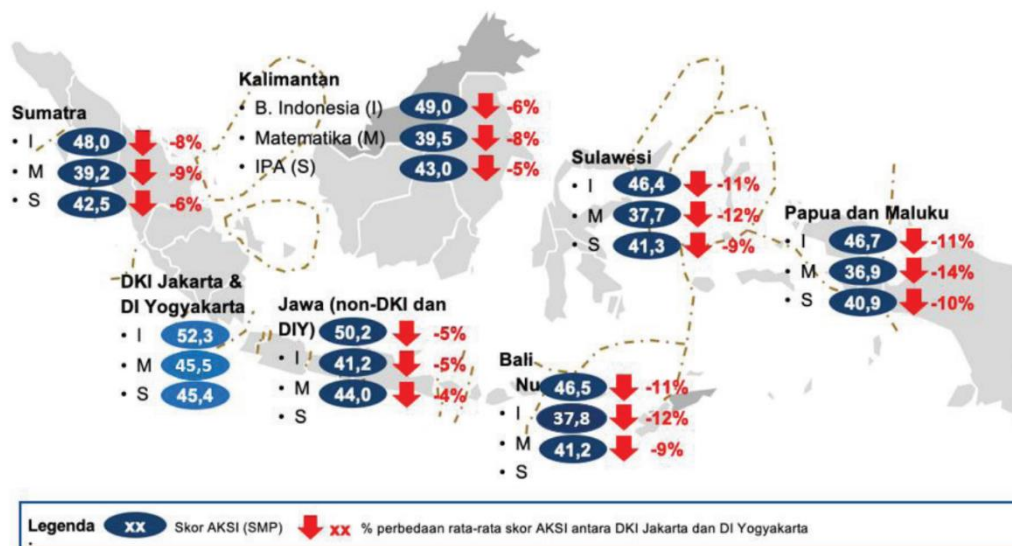 Sumatra
• I 48,0 -8%
• M 39,2 -9%
• S 42,5 -6%
Kalimantan
• B. Indonesia (I) 49,0 -6%
• Matematika (M) 39,5 -8%
• IPA (S) 43,0 -5%
Sulawesi
• I 46,4 -11%
• M 37,7 -12%
• S 41,3 -9%
Papua dan Maluku
• I 46,7 -11%
• M 36,9 -14%
• S 40,9 -10%
DKI Jakarta &
DI Yogyakarta
• I 52,3
• M 45,5
• S 45,4
Jawa (non-DKI dan
DIY) 50,2 -5%
• I 41,2 -5%
• M 44,0 -4%
• S
Bali
Nu 46,5 -11%
• I 37,8 -12%
• M 41,2 -9%
• S
Legenda xx Skor AKSI (SMP) xx % perbedaan rata-rata skor AKSI antara DKI Jakarta dan DI Yogyakarta
: